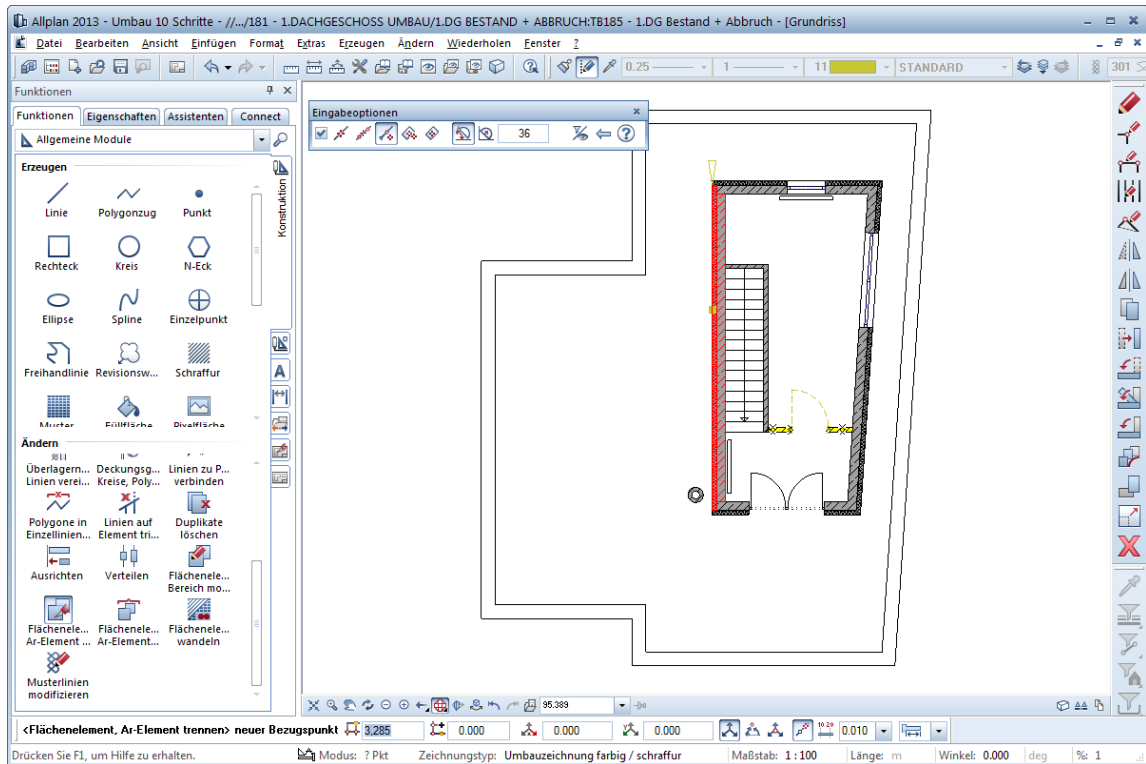 Allplan 2013 - Umbau 10 Schritte - //.../181 - 1.DACHGESCHOSS UMBAU/1.DG BESTAND + ABBRUCH:TB185 - 1.DG Bestand + Abbruch - [Grundriss]
Datei Bearbeiten Ansicht Einfügen Format Extras Erzeugen Ändern Wiederholen Fenster ?
0.25 1 11 STANDARD 301
Funktionen
Funktionen Eigenschaften Assistenten Connect
Allgemeine Module
Eingabeoptionen
36
Erzeugen
Konstruktion
Linie Polygonzug Punkt
Rechteck Kreis N-Eck
Ellipse Spline Einzelpunkt
Freihandlinie Revisionsw... Schraffur
Muster Füllfläche Pixelfläche
A
Ändern
Überlagern... Deckungsg... Linien zu P...
Linien verei... Kreise, Poly... verbinden
Polygone in Linien auf Duplikate
Einzellinien... Element tri... löschen
Ausrichten Verteilen Flächenele...
Bereich mo...
Flächenele... Flächenele... Flächenele...
Ar-Element ... Ar-Element... wandeln
Musterlinien
modifizieren
95.389
<Flächenelement, Ar-Element trennen> neuer Bezugspunkt 3,285 0.000 0.000 0.000 10 20 0.010
Drücken Sie F1, um Hilfe zu erhalten. Modus: ? Pkt Zeichnungstyp: Umbauzeichnung farbig / schraffur Maßstab: 1 : 100 Länge: m Winkel: 0.000 deg %: 1